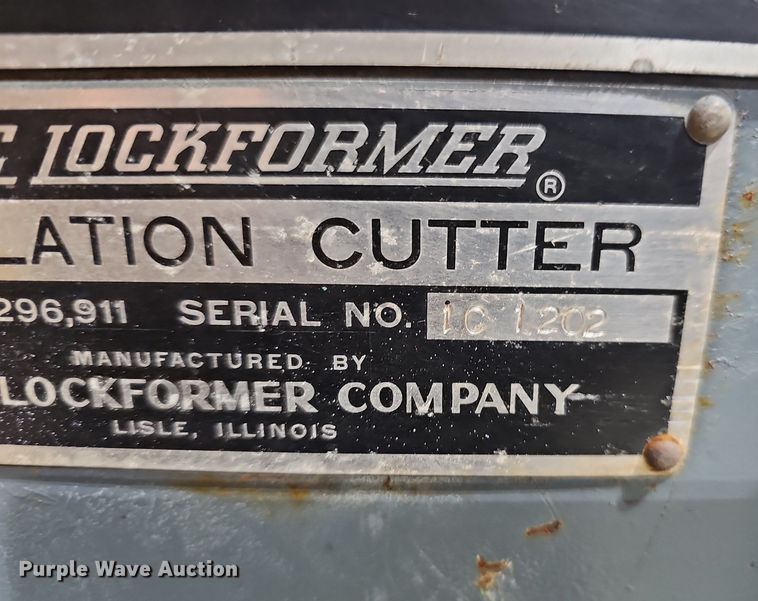 E LOCKFORMER ®
LATION CUTTER
296,911 SERIAL NO. IC 1202
MANUFACTURED BY
LOCKFORMER COMPANY
LISLE, ILLINOIS
Purple Wave Auction